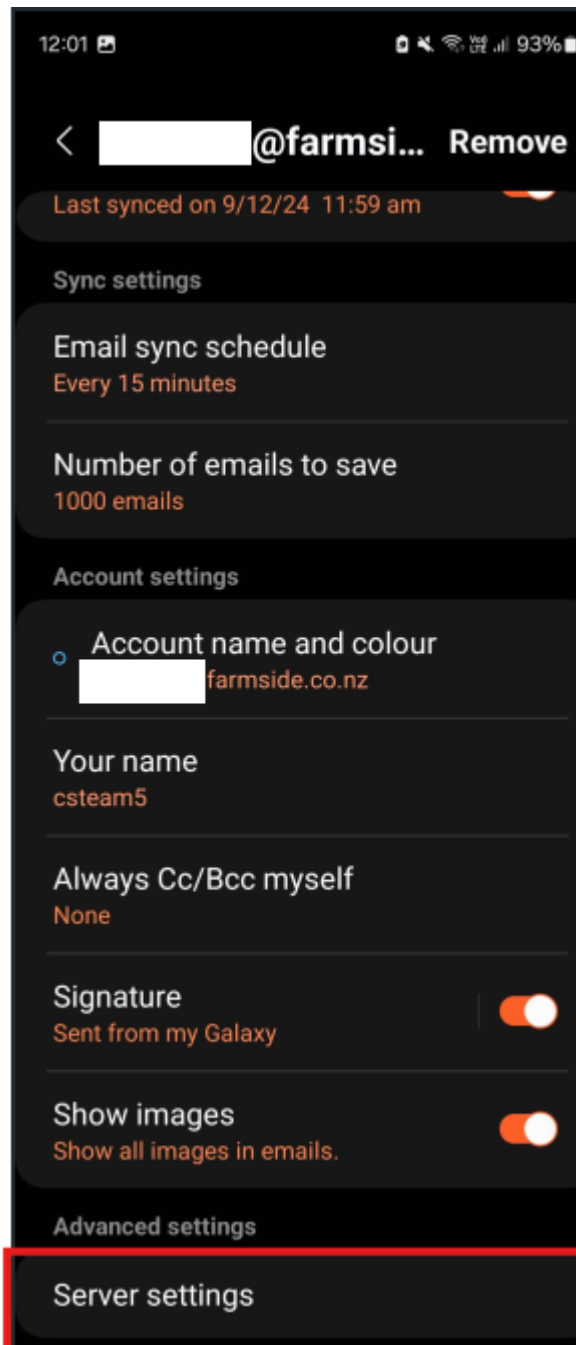 12:01 93%
@farmsi... Remove
Last synced on 9/12/24 11:59 am
Sync settings
Email sync schedule
Every 15 minutes
Number of emails to save
1000 emails
Account settings
Account name and colour
farmside.co.nz
Your name
csteam5
Always Cc/Bcc myself
None
Signature
Sent from my Galaxy
Show images
Show all images in emails.
Advanced settings
Server settings